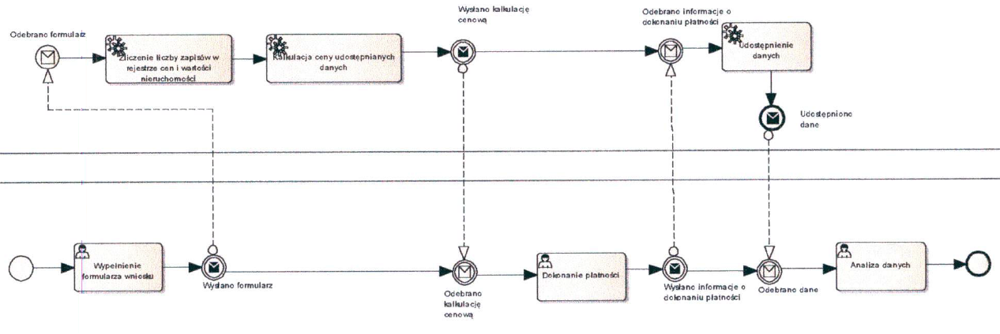 Wysłano kalkulację
cenową
Odebrano informacje o
dokonaniu płatności
Odebrano formularz
Zliczenie liczby zapisów w
rejestrze cen i wartości
nieruchomości
Kalkulacja ceny udostępnianych
danych
Udostępnienie
danych
Udostępniono
dane
Wypełnienie
formularza wniosku
Wysłano formularz
Odebrano
kalkulację
cenową
Dokonanie płatności
Wysłano informacje o
dokonaniu płatności
Odebrano dane
Analiza danych